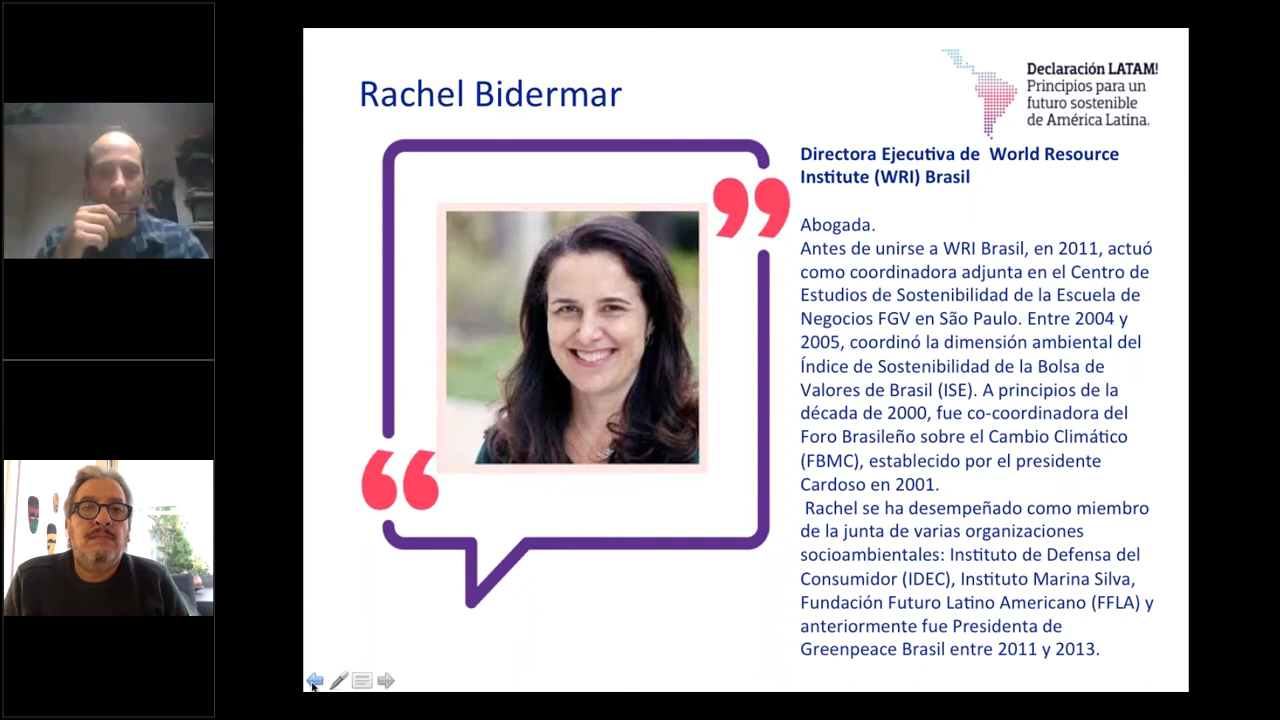 Rachel Bidermar
Declaración LATAM!
Principios para un
futuro sostenible
de América Latina.
Directora Ejecutiva de  World Resource
Institute (WRI) Brasil
Abogada.
Antes de unirse a WRI Brasil, en 2011, actuó
como coordinadora adjunta en el Centro de
Estudios de Sostenibilidad de la Escuela de
Negocios FGV en São Paulo. Entre 2004 y
2005, coordinó la dimensión ambiental del
Índice de Sostenibilidad de la Bolsa de
Valores de Brasil (ISE). A principios de la
década de 2000, fue co-coordinadora del
Foro Brasileño sobre el Cambio Climático
(FBMC), establecido por el presidente
Cardoso en 2001.
Rachel se ha desempeñado como miembro
de la junta de varias organizaciones
socioambientales: Instituto de Defensa del
Consumidor (IDEC), Instituto Marina Silva,
Fundación Futuro Latino Americano (FFLA) y
anteriormente fue Presidenta de
Greenpeace Brasil entre 2011 y 2013.